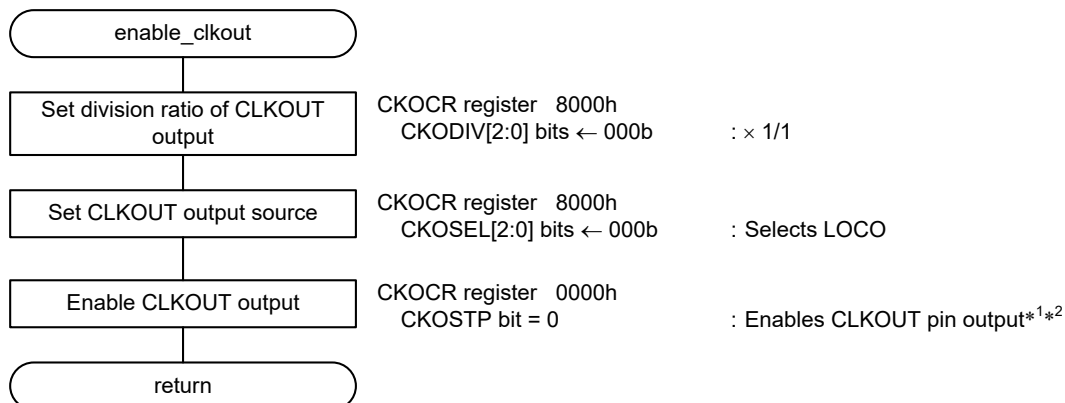 enable_clkout
Set division ratio of CLKOUT
output
CKOCR register 8000h
CKODIV[2:0] bits ← 000b : × 1/1
Set CLKOUT output source
CKOCR register 8000h
CKOSEL[2:0] bits ← 000b : Selects LOCO
Enable CLKOUT output
CKOCR register 0000h
CKOSTP bit = 0 : Enables CLKOUT pin output*1*2
return